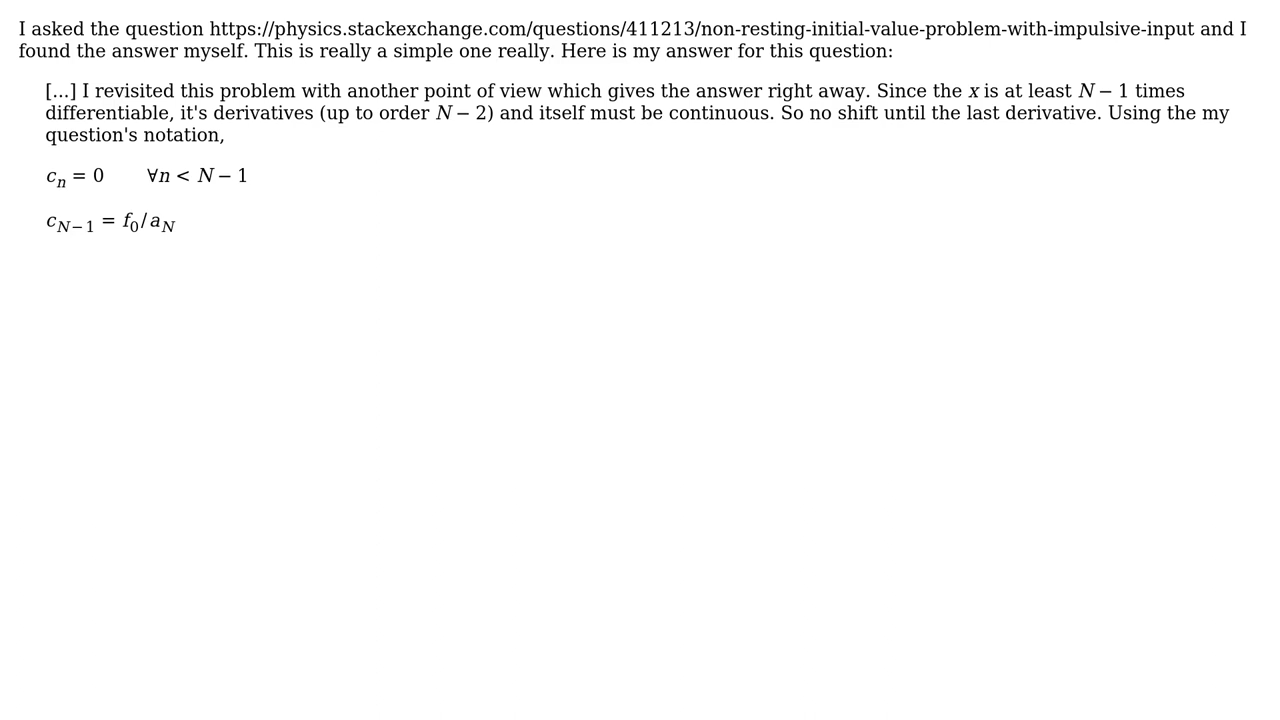 I asked the question https://physics.stackexchange.com/questions/411213/non-resting-initial-value-problem-with-impulsive-input and I
found the answer myself. This is really a simple one really. Here is my answer for this question:
[...] I revisited this problem with another point of view which gives the answer right away. Since the x is at least N − 1 times
differentiable, it's derivatives (up to order N − 2) and itself must be continuous. So no shift until the last derivative. Using the my
question's notation,
c_n = 0 ∀n < N − 1
c_{N−1} = f_0/a_N